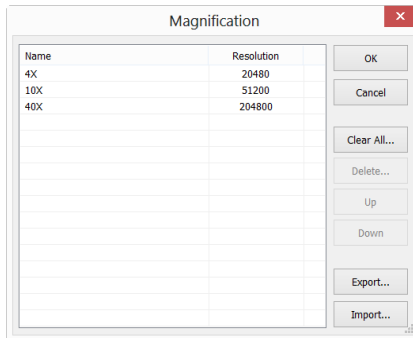 Magnification
x
Name Resolution
4X 20480
10X 51200
40X 204800
OK
Cancel
Clear All...
Delete...
Up
Down
Export...
Import...